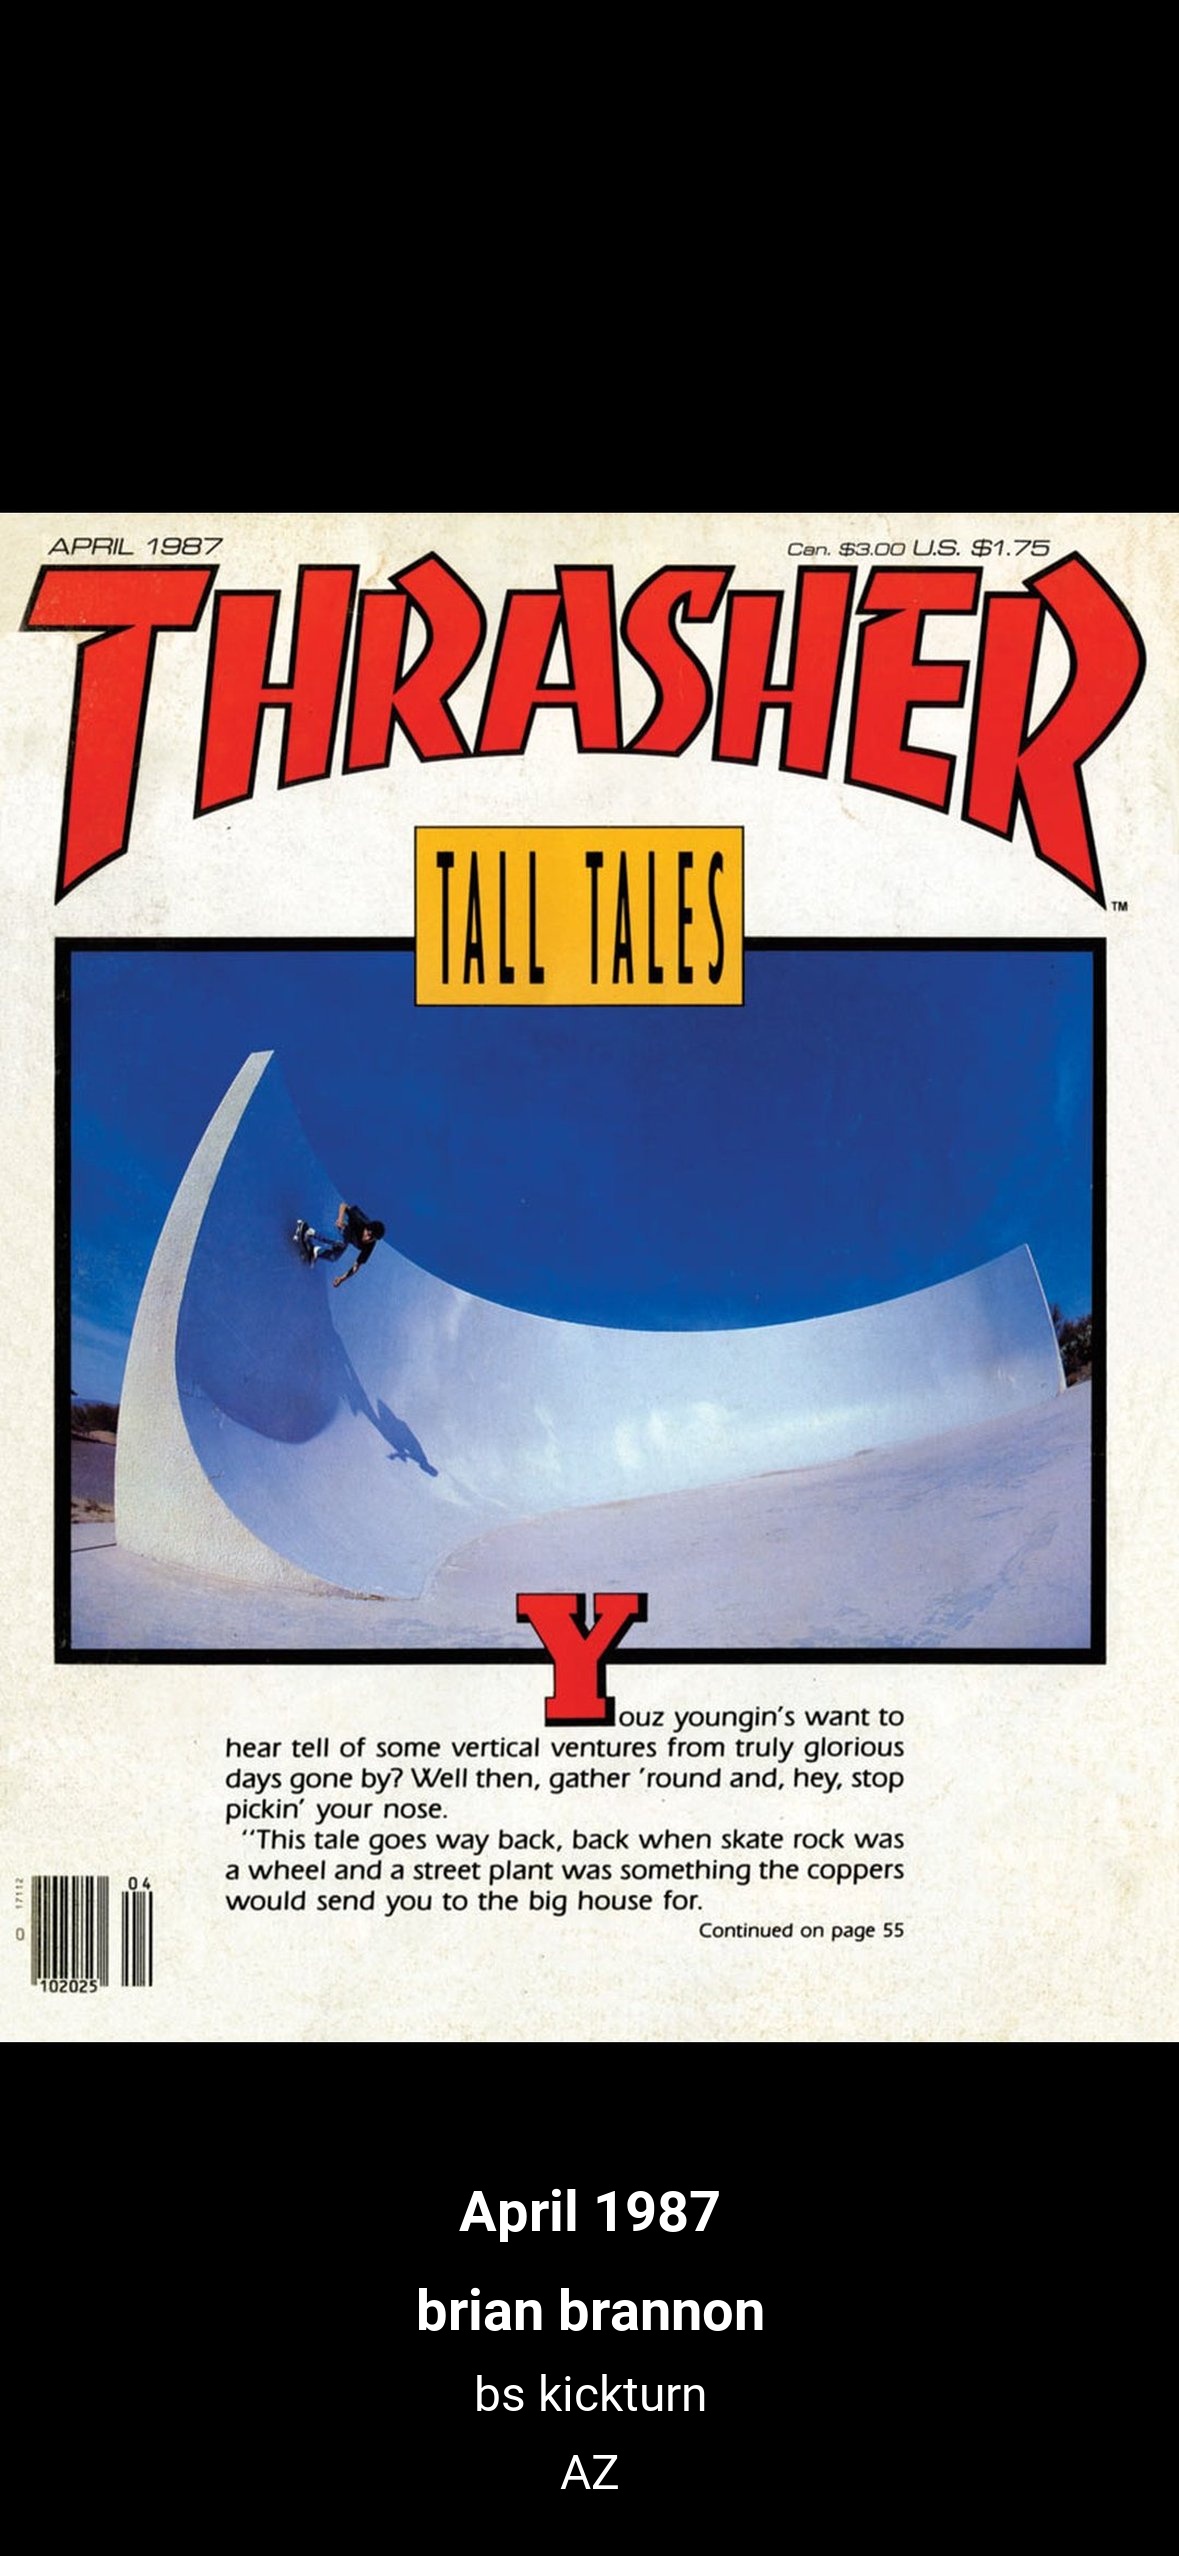 APRIL 1987
Can. $3.00 U.S. $1.75
THRASHER
TM
TALL TALES
Youz youngin's want to
hear tell of some vertical ventures from truly glorious
days gone by? Well then, gather 'round and, hey, stop
pickin' your nose.
"This tale goes way back, back when skate rock was
a wheel and a street plant was something the coppers
would send you to the big house for.
Continued on page 55
04
17112
0
102025
April 1987
brian brannon
bs kickturn
AZ